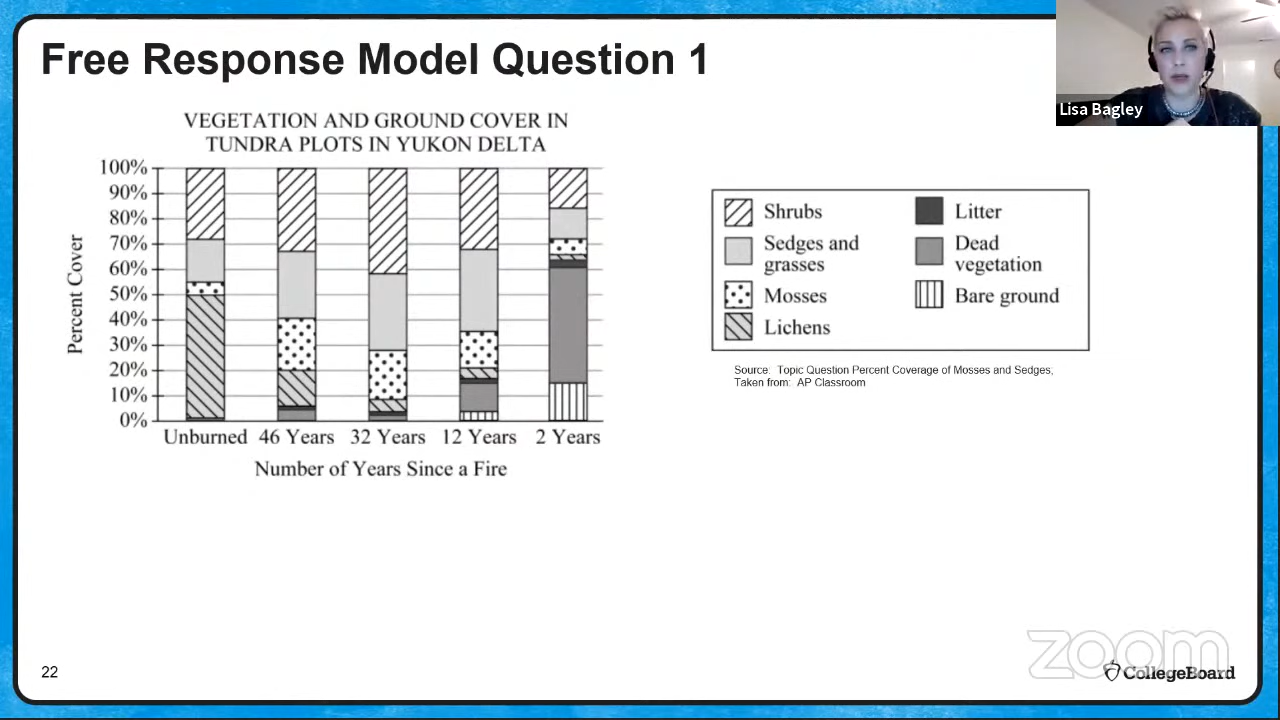 Free Response Model Question 1
Lisa Bagley
VEGETATION AND GROUND COVER IN
TUNDRA PLOTS IN YUKON DELTA
Percent Cover
100%
90%
80%
70%
60%
50%
40%
30%
20%
10%
0%
Unburned 46 Years 32 Years 12 Years 2 Years
Number of Years Since a Fire
Shrubs
Sedges and
grasses
Mosses
Lichens
Litter
Dead
vegetation
Bare ground
Source: Topic Question Percent Coverage of Mosses and Sedges;
Taken from: AP Classroom
22
zoom
CollegeBoard